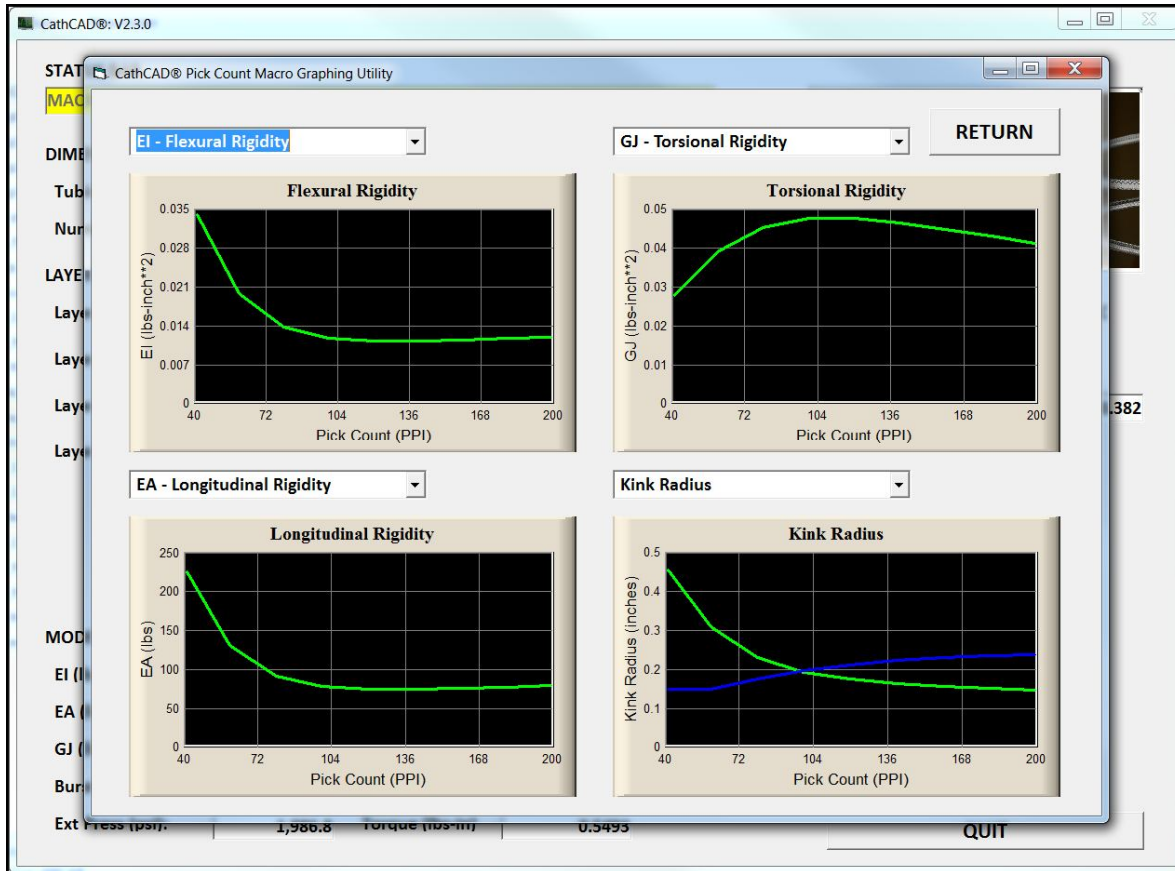 CathCAD®: V2.3.0
CathCAD® Pick Count Macro Graphing Utility
EI - Flexural Rigidity
GJ - Torsional Rigidity
RETURN
Flexural Rigidity
0.035
0.028
0.021
0.014
0.007
0
EI (lbs-inch**2)
40 72 104 136 168 200
Pick Count (PPI)
Torsional Rigidity
0.05
0.04
0.03
0.02
0.01
0
GJ (lbs-inch**2)
40 72 104 136 168 200
Pick Count (PPI)
EA - Longitudinal Rigidity
Kink Radius
Longitudinal Rigidity
250
200
150
100
50
0
EA (lbs)
40 72 104 136 168 200
Pick Count (PPI)
Kink Radius
0.5
0.4
0.3
0.2
0.1
0
Kink Radius (inches)
40 72 104 136 168 200
Pick Count (PPI)
STAT
MAC
DIME
Tub
Nu
LAYE
Laye
Laye
Laye
.382
Laye
MOD
EI (l
EA (
GJ (
Burs
Ext Press (psi): 1,986.8 Torque (lbs-in) 0.5493
QUIT